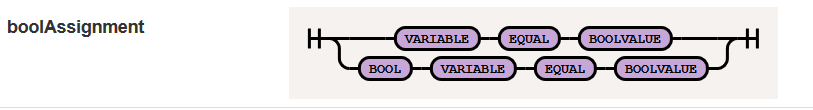 boolAssignment
VARIABLE EQUAL BOOLVALUE
BOOL VARIABLE EQUAL BOOLVALUE